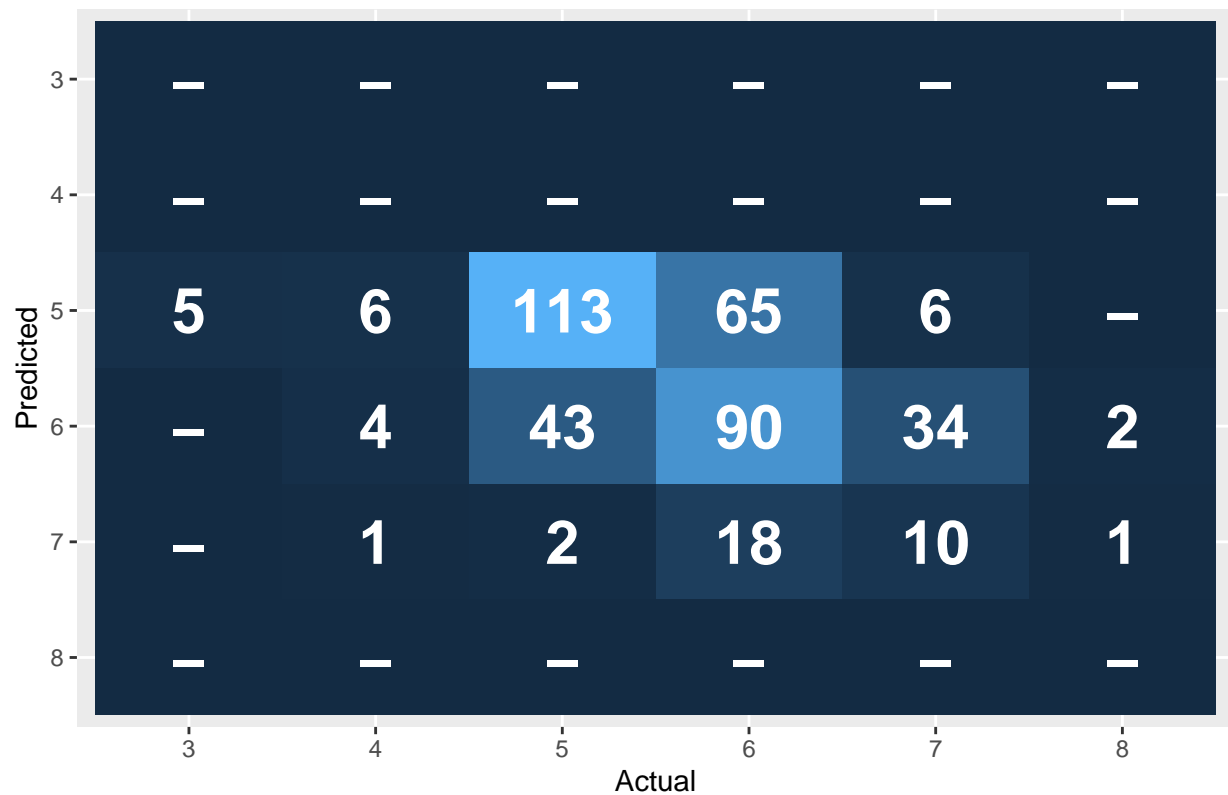 3 – – – – – –
4 – – – – – –
5 5 6 113 65 6 –
Predicted
6 – 4 43 90 34 2
7 – 1 2 18 10 1
8 – – – – – –
3 4 5 6 7 8
Actual